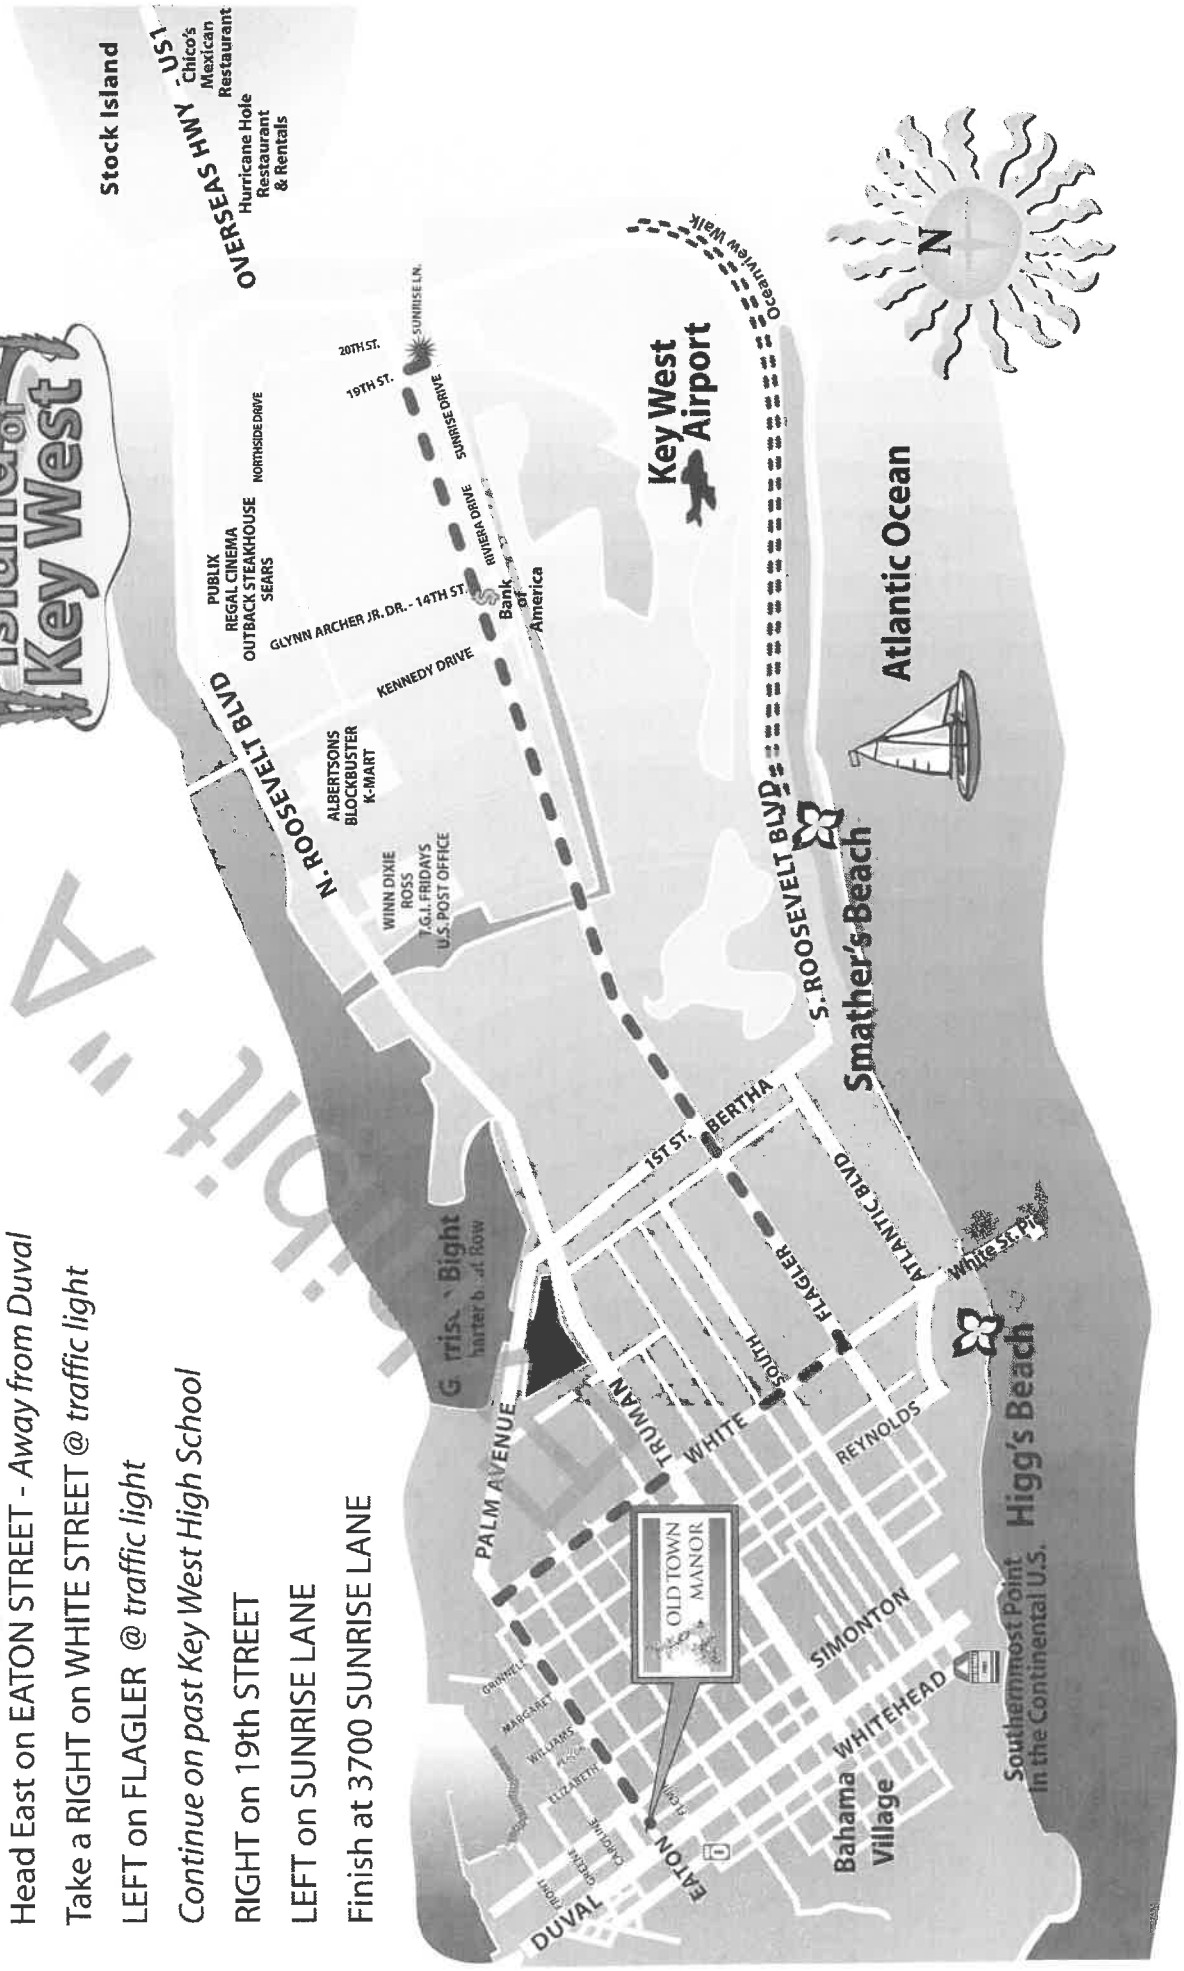 Head East on EATON STREET - Away from Duval
Take a RIGHT on WHITE STREET @ traffic light
LEFT on FLAGLER @ traffic light
Continue on past Key West High School
RIGHT on 19th STREET
LEFT on SUNRISE LANE
Finish at 3700 SUNRISE LANE
Key West
Stock Island
OVERSEAS HWY - US1
Chico's
Mexican
Restaurant
Hurricane Hole
Restaurant
& Rentals
"A
PUBLIX
REGAL CINEMA
OUTBACK STEAKHOUSE
SEARS
NORTHSIDE DRIVE
20TH ST.
19TH ST.
SUNRISE LN.
SUNRISE DRIVE
RIVIERA DRIVE
GLYNN ARCHER JR. DR. - 14TH ST.
$
Bank
of
America
KENNEDY DRIVE
N. ROOSEVELT BLVD
ALBERTSONS
BLOCKBUSTER
K-MART
WINN DIXIE
ROSS
T.G.I. FRIDAYS
U.S. POST OFFICE
Key West
Airport
Oceanview Walk
N
Atlantic Ocean
S. ROOSEVELT BLVD.
Smather's Beach
1ST ST.
BERTHA
ATLANTIC BLVD
ATLANTIC
White St.
FLAGLER
SOUTH
Bight
Row
PALM AVENUE
TRUMAN
WHITE
REYNOLDS
Higg's Beach
OLD TOWN
MANOR
GRINNELL
MARGARET
WILLIAMS
ELIZABETH
CAROLINE
GREENE
FRONT
EATON
DUVAL
SIMONTON
WHITEHEAD
Bahama
Village
Southernmost Point
in the Continental U.S.